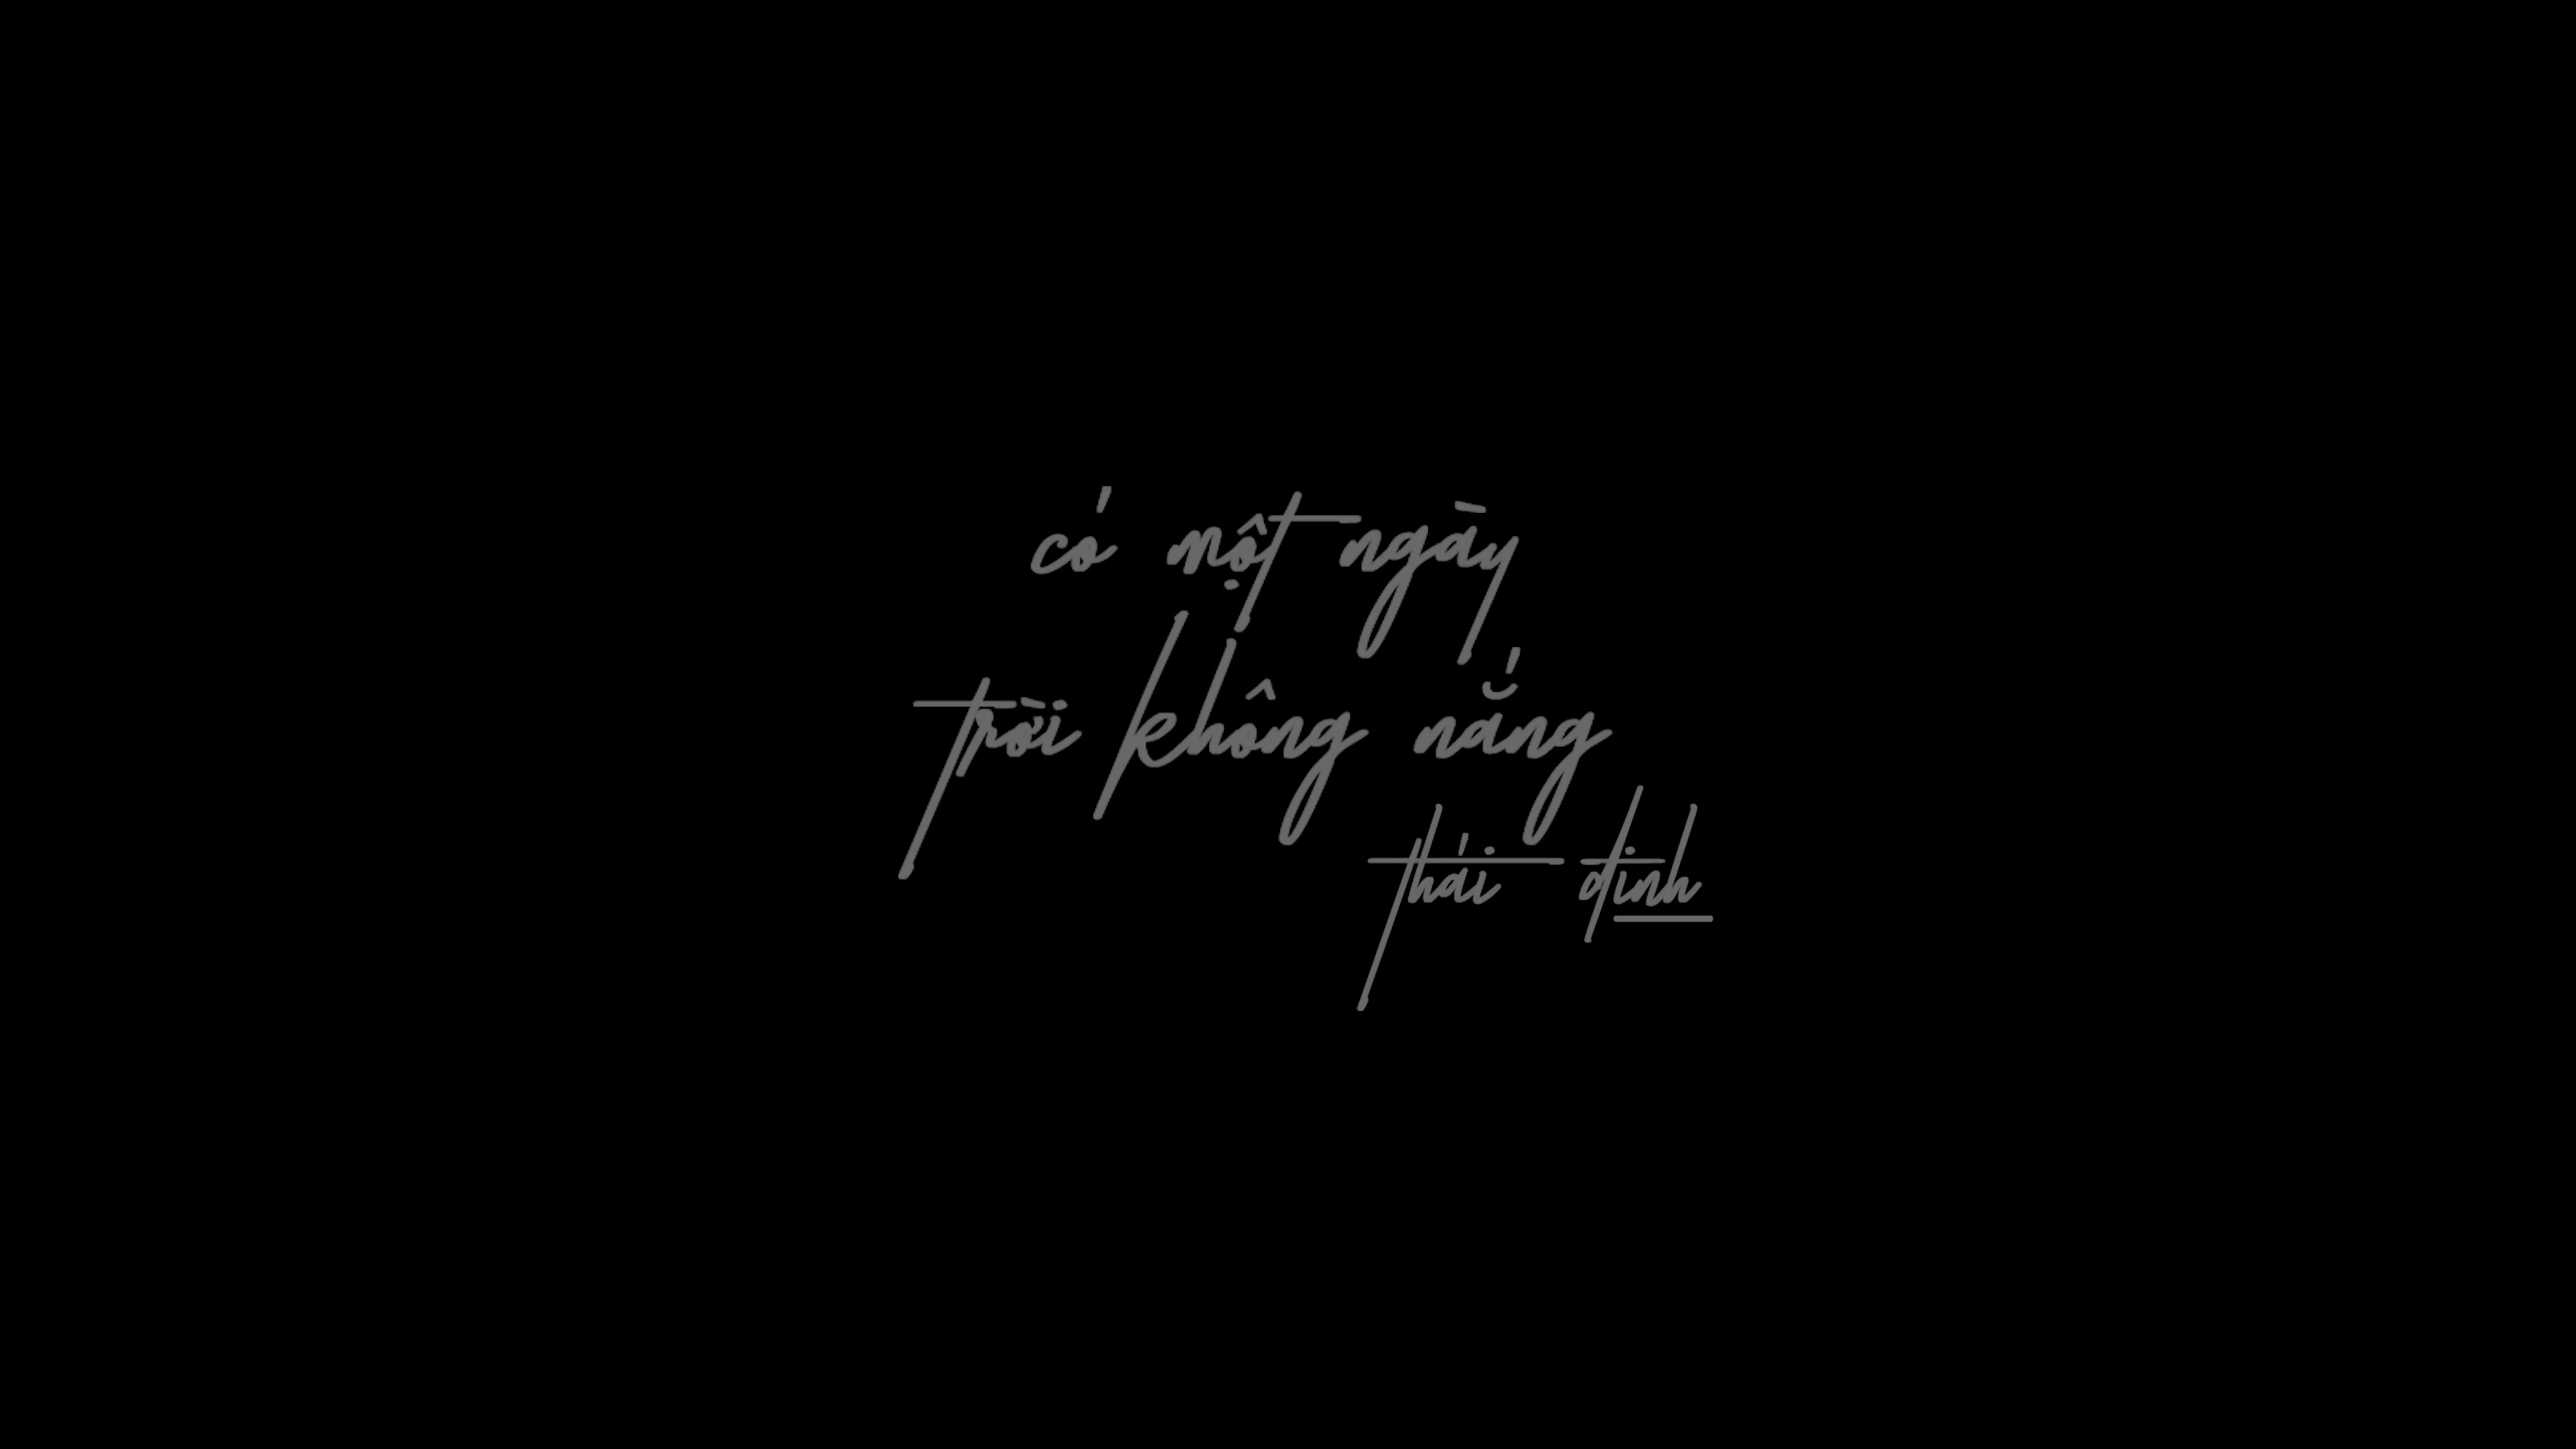 có một ngày
trời không nắng
thái đinh